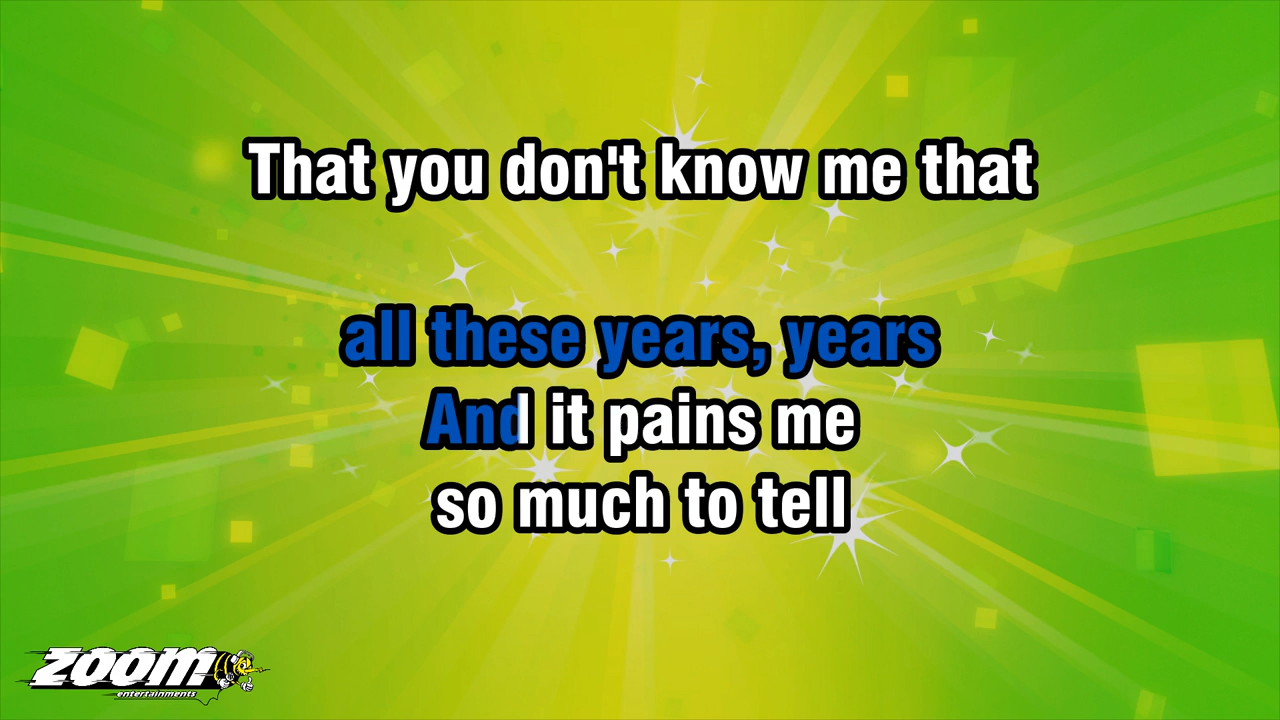 That you don't know me that
all these years, years
And it pains me
so much to tell
zoom
entertainments